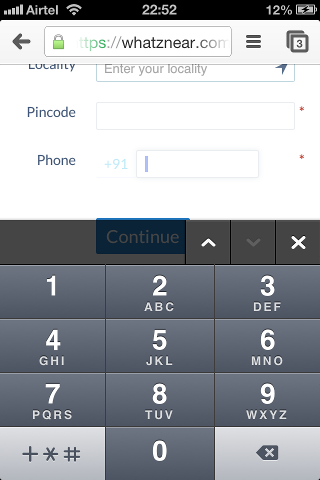 Airtel 22:52 12%
ttps://whatznear.com 3
Locality Enter your locality
Pincode *
Phone +91 *
Continue
1 2 ABC 3 DEF
4 GHI 5 JKL 6 MNO
7 PQRS 8 TUV 9 WXYZ
+*# 0